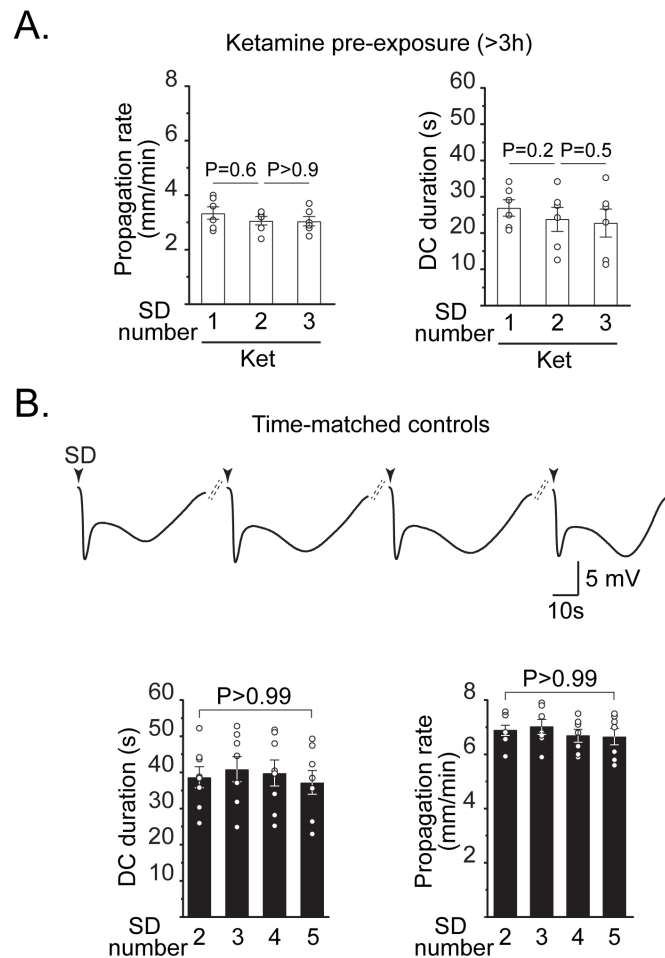 A.
Ketamine pre-exposure (>3h)
Propagation rate
(mm/min)
8
6
4
2
P=0.6 P>0.9
SD
number
1 2 3
Ket
DC duration (s)
60
50
40
30
20
10
P=0.2 P=0.5
SD
number
1 2 3
Ket
B.
Time-matched controls
SD
5 mV
10s
DC duration (s)
60
50
40
30
20
10
P>0.99
SD
number
2 3 4 5
Propagation rate
(mm/min)
8
6
4
2
P>0.99
SD
number
2 3 4 5